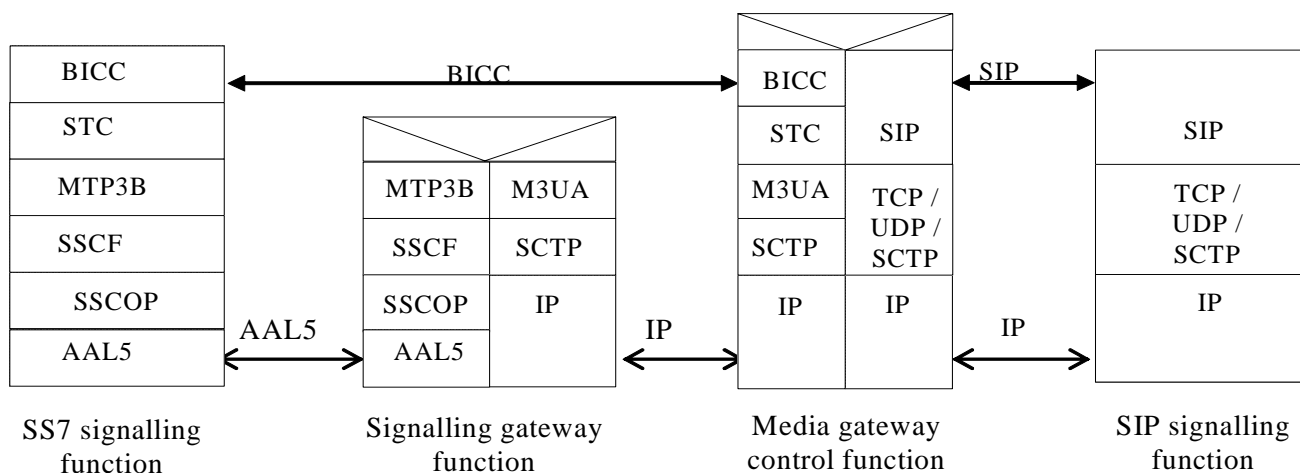 BICC
STC
MTP3B
SSCF
SSCOP
AAL5
SS7 signalling
function
BICC
AAL5
MTP3B
SSCF
SSCOP
AAL5
M3UA
SCTP
IP
Signalling gateway
function
IP
BICC
STC
M3UA
SCTP
IP
SIP
TCP /
UDP /
SCTP
IP
Media gateway
control function
SIP
IP
SIP
TCP /
UDP /
SCTP
IP
SIP signalling
function